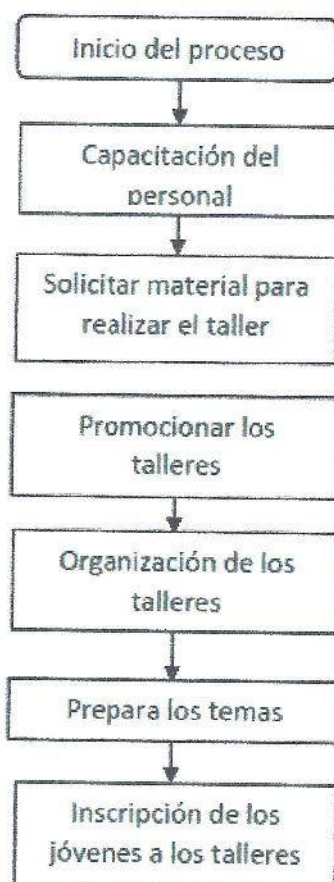 Inicio del proceso
Capacitación del
personal
Solicitar material para
realizar el taller
Promocionar los
talleres
Organización de los
talleres
Prepara los temas
Inscripción de los
jóvenes a los talleres